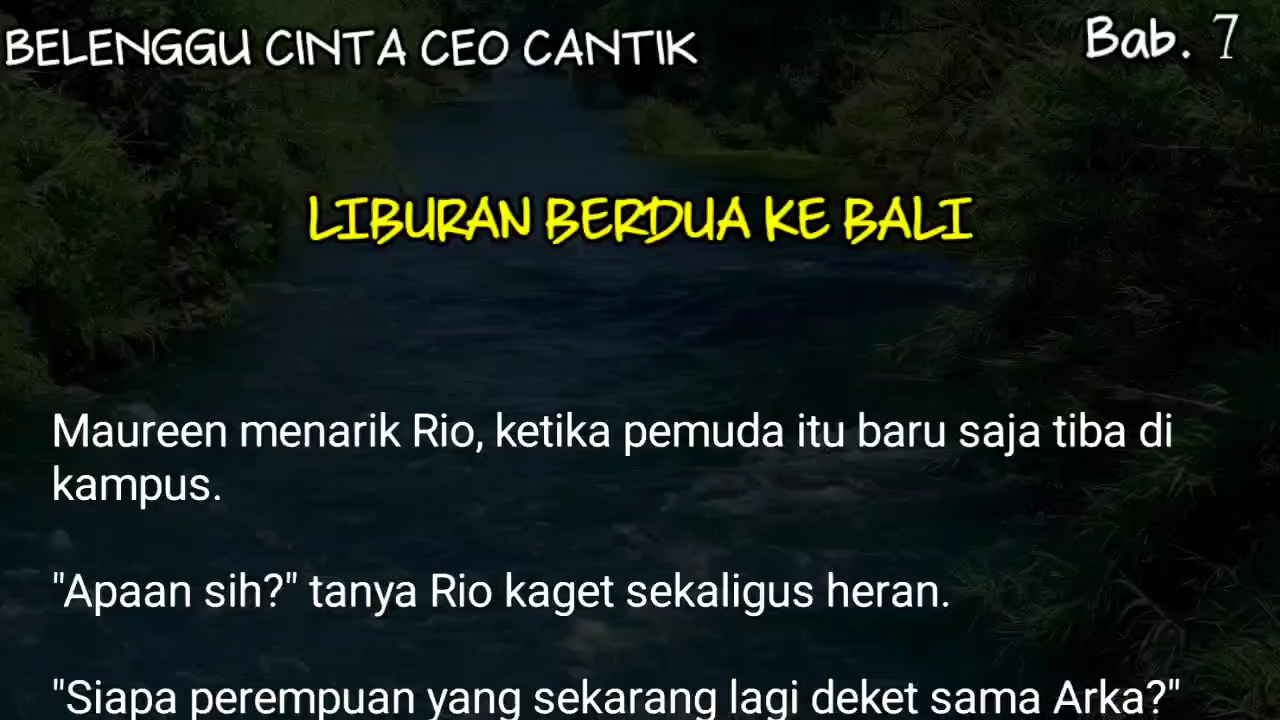 BELENGGU CINTA CEO CANTIK
Bab. 7
LIBURAN BERDUA KE BALI
Maureen menarik Rio, ketika pemuda itu baru saja tiba di
kampus.
"Apaan sih?" tanya Rio kaget sekaligus heran.
"Siapa perempuan yang sekarang lagi deket sama Arka?"